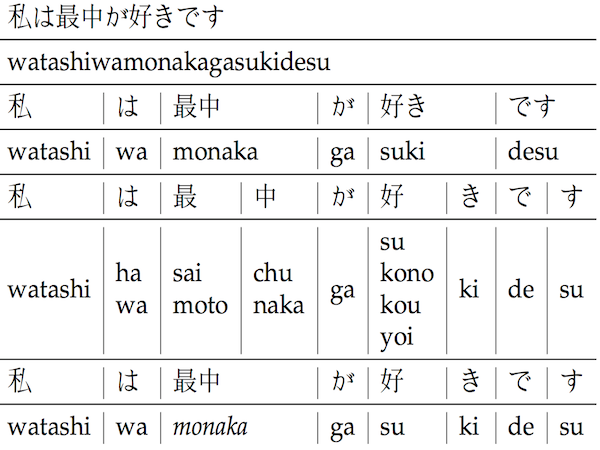 私は最中が好きです
watashiwamonakagasukidesu
私 は 最中 が 好き です
watashi wa monaka ga suki desu
私 は 最 中 が 好 き で す
su
ha sai chu kono
watashi ga ki de su
wa moto naka kou
yoi
私 は 最中 が 好 き で す
watashi wa monaka ga su ki de su